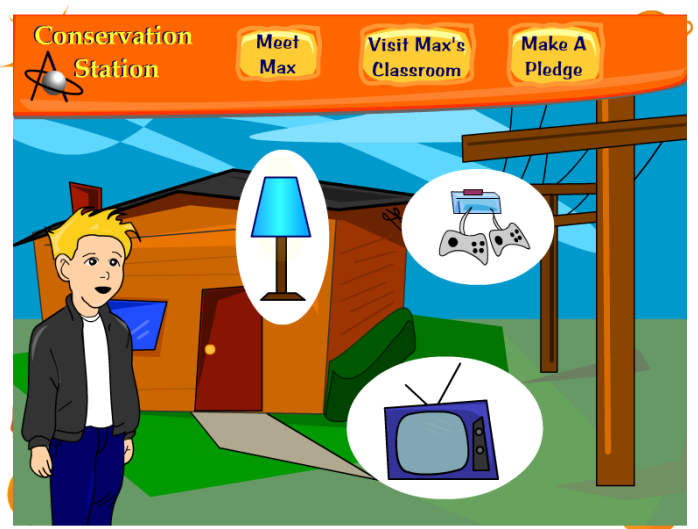 Conservation
Station
Meet
Max
Visit Max's
Classroom
Make A
Pledge